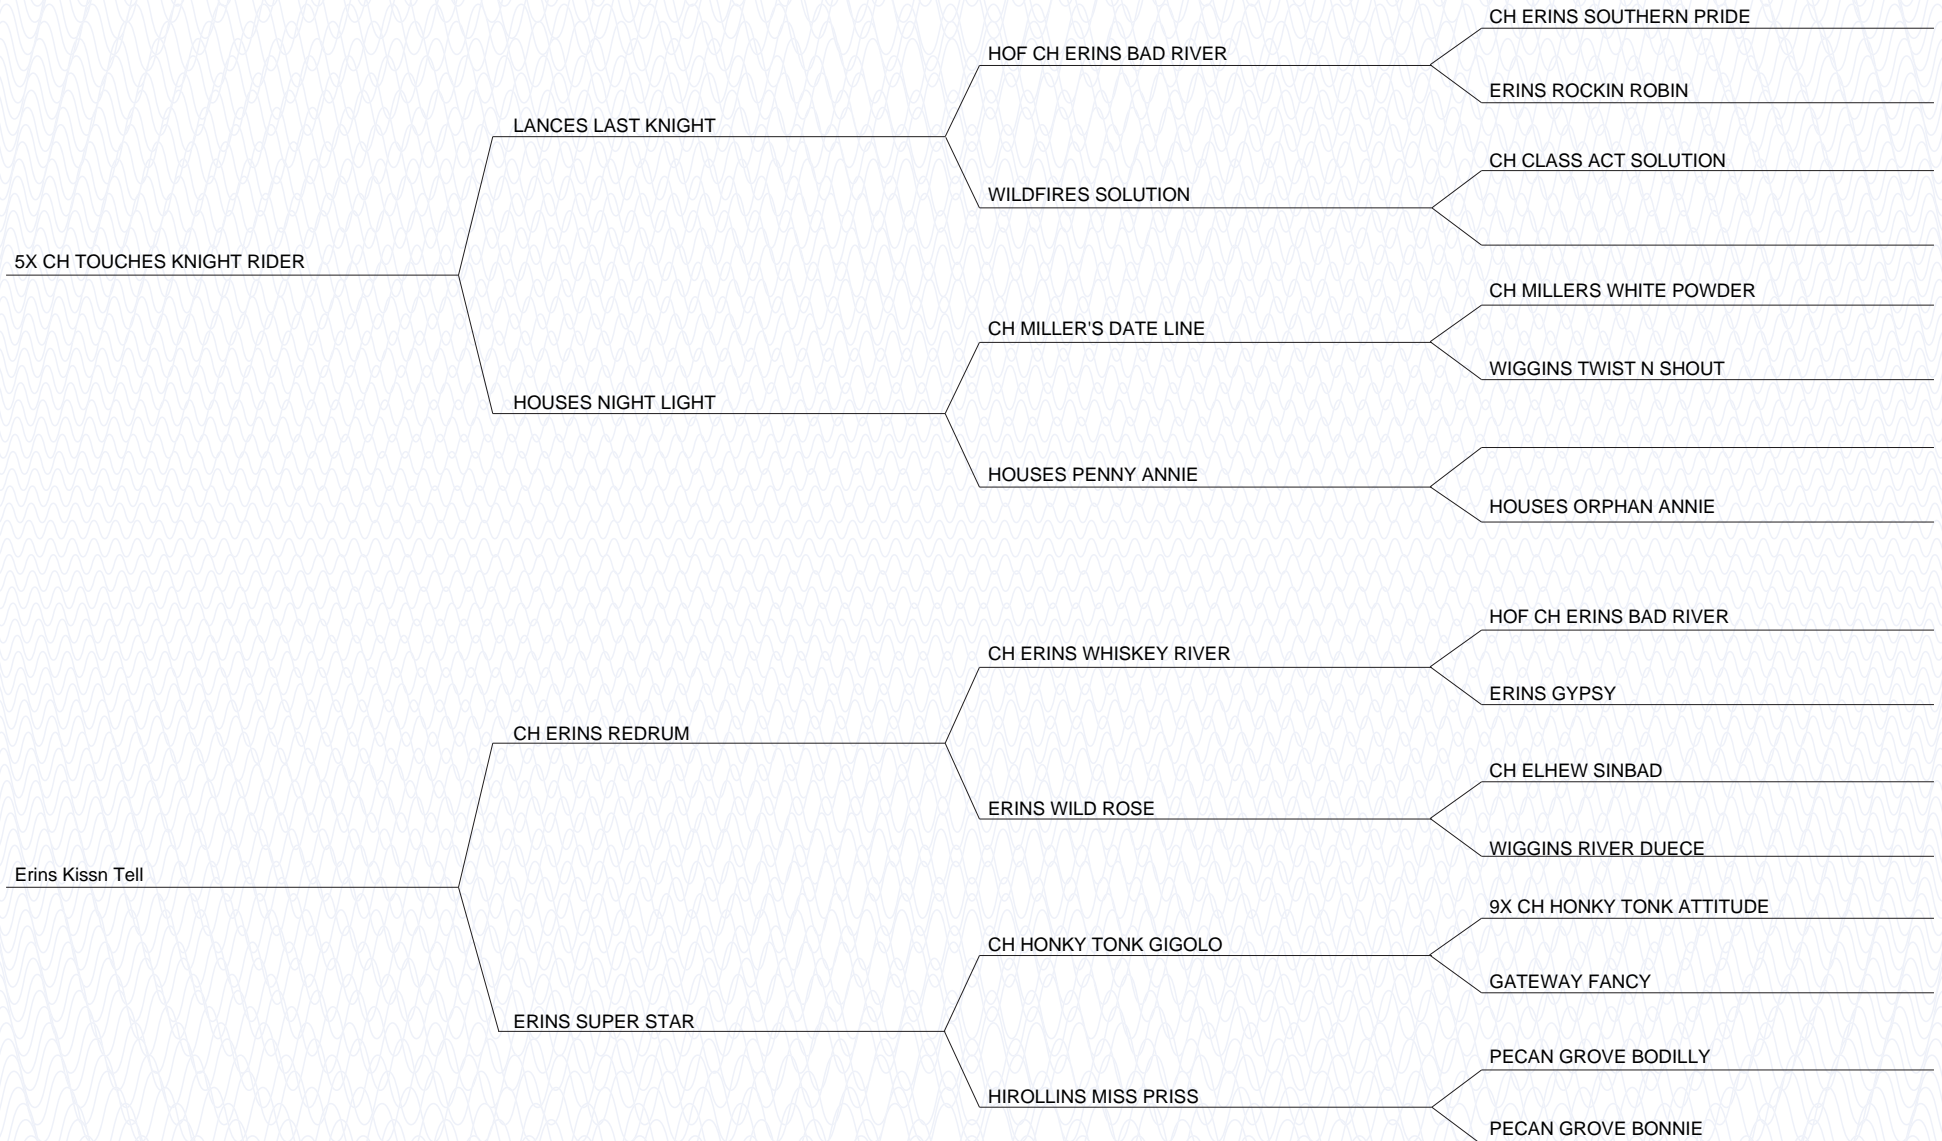 CH ERINS SOUTHERN PRIDE
HOF CH ERINS BAD RIVER
ERINS ROCKIN ROBIN
LANCES LAST KNIGHT
CH CLASS ACT SOLUTION
WILDFIRES SOLUTION
5X CH TOUCHES KNIGHT RIDER
CH MILLERS WHITE POWDER
CH MILLER'S DATE LINE
WIGGINS TWIST N SHOUT
HOUSES NIGHT LIGHT
HOUSES PENNY ANNIE
HOUSES ORPHAN ANNIE
HOF CH ERINS BAD RIVER
CH ERINS WHISKEY RIVER
ERINS GYPSY
CH ERINS REDRUM
CH ELHEW SINBAD
ERINS WILD ROSE
WIGGINS RIVER DUECE
Erins Kissn Tell
9X CH HONKY TONK ATTITUDE
CH HONKY TONK GIGOLO
GATEWAY FANCY
ERINS SUPER STAR
PECAN GROVE BODILLY
HIROLLINS MISS PRISS
PECAN GROVE BONNIE